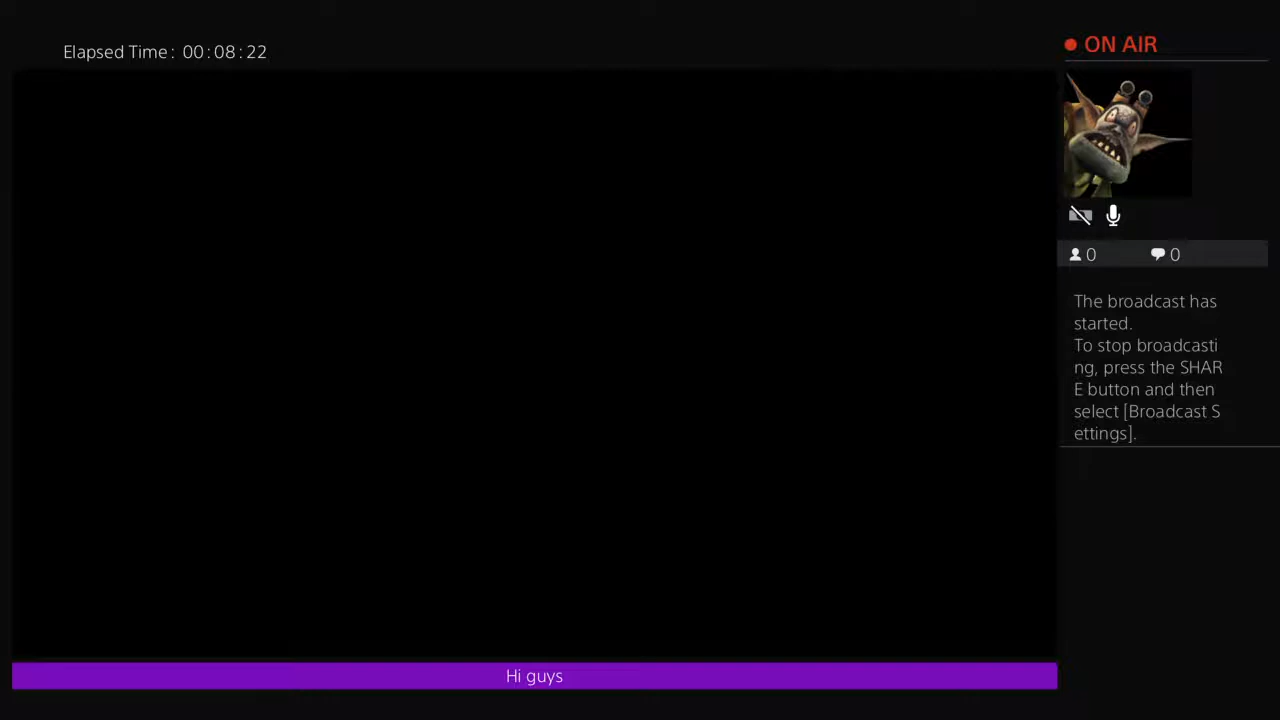 Elapsed Time: 00:08:22
ON AIR
0 0
The broadcast has
started.
To stop broadcasti
ng, press the SHAR
E button and then
select [Broadcast S
ettings].
Hi guys